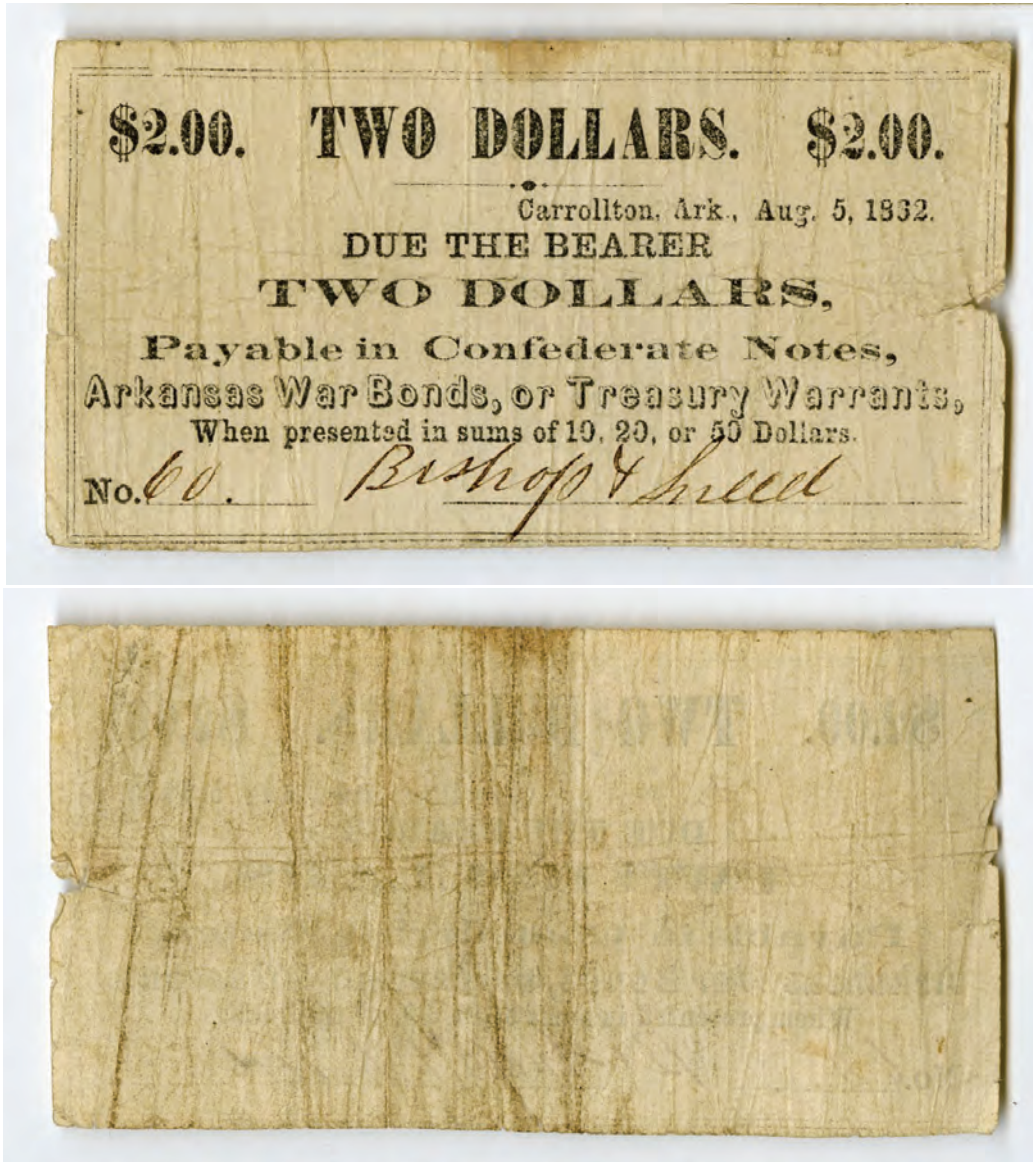 $2.00. TWO DOLLARS. $2.00.
Carrollton, Ark., Aug. 5, 1862.
DUE THE BEARER
TWO DOLLARS,
Payable in Confederate Notes,
Arkansas War Bonds, or Treasury Warrants,
When presented in sums of 10, 20, or 50 Dollars.
No. 60. Bishop & Sneed